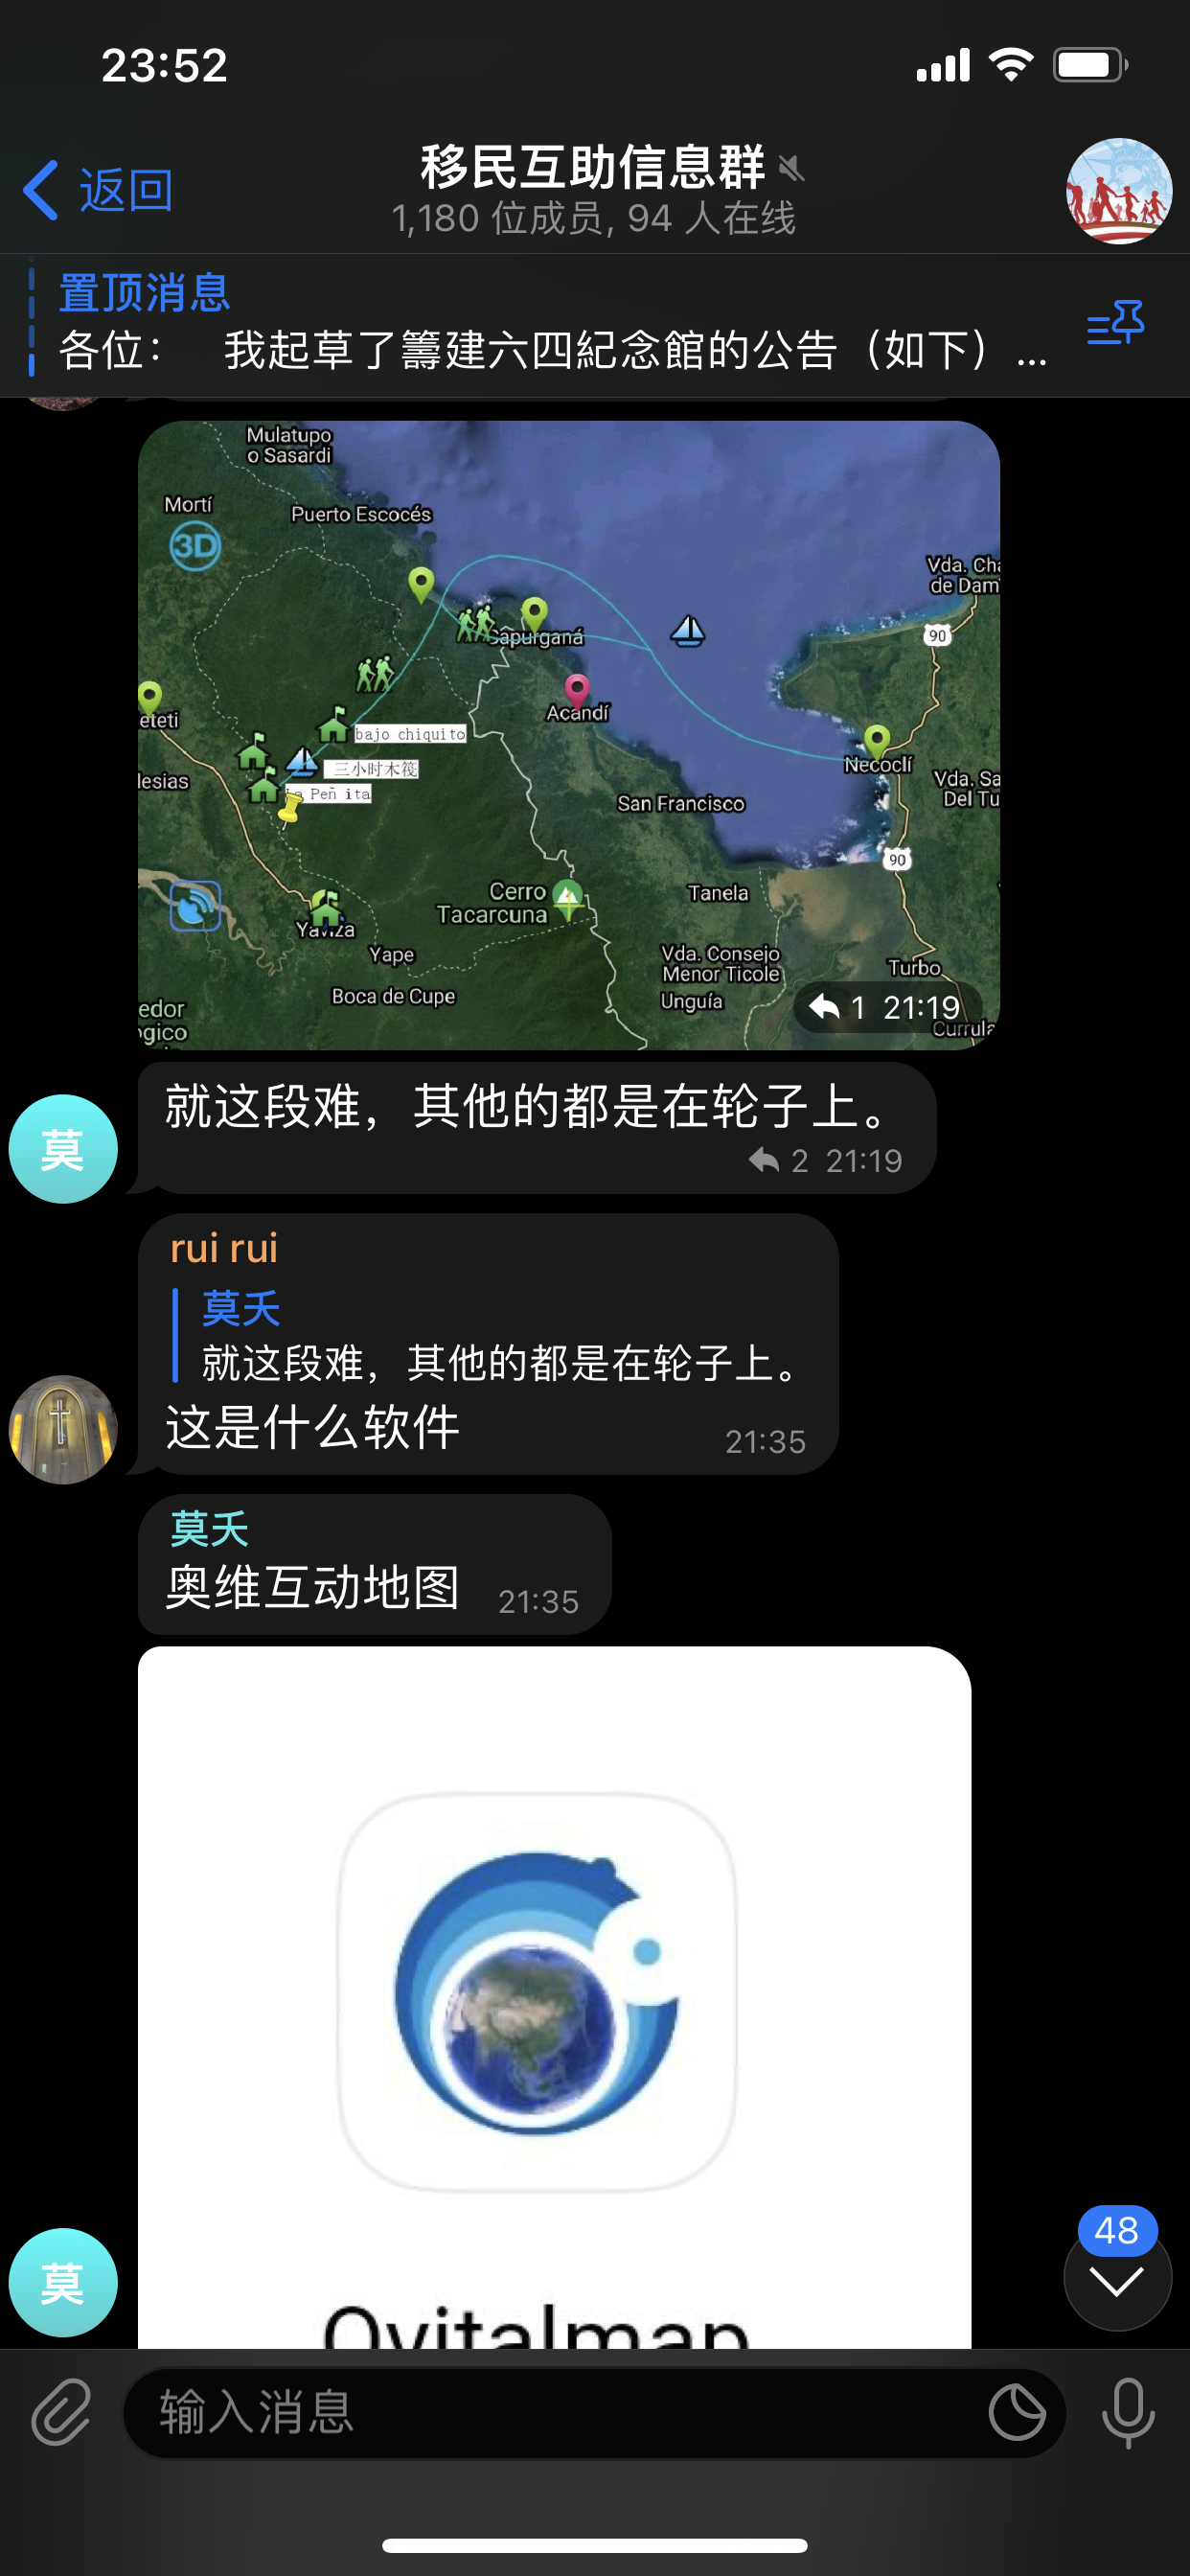 23:52
返回
移民互助信息群
1,180 位成员, 94 人在线
置顶消息
各位： 我起草了籌建六四紀念館的公告（如下）...
Mulatupo
o Sasardi
Mortí
3D
Puerto Escocés
Vda. Cha
de Dam
90
Sapurganá
Acandí
eteti
bajo chiquito
Necoclí
lesias
三小时木筏
La Peñ ita
Vda. Sa
Del Tu
San Francisco
90
Cerro
Tacarcuna
Tanela
Yaviza
Yape
Vda. Consejo
Menor Ticole
Turbo
Boca de Cupe
Unguía
edor
ogico
1 21:19
Currula
就这段难，其他的都是在轮子上。
2 21:19
莫
rui rui
莫夭
就这段难，其他的都是在轮子上。
这是什么软件
21:35
莫夭
奥维互动地图
21:35
Ovitalmap
48
莫
输入消息